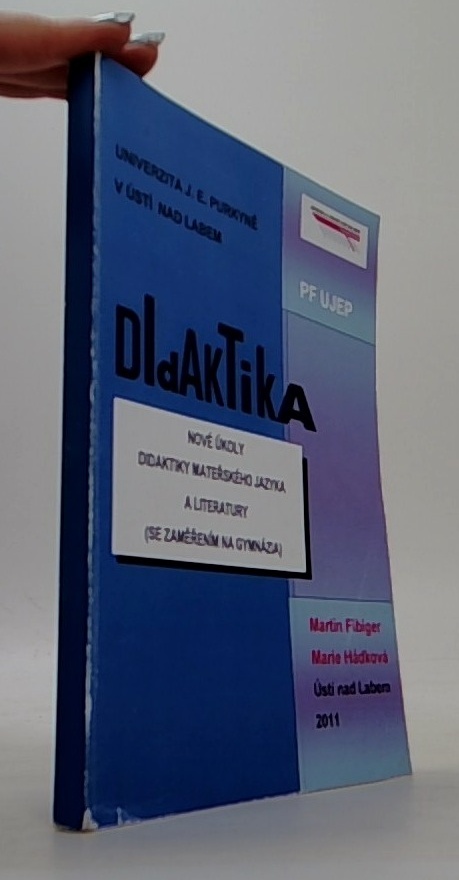 UNIVERZITA J. E. PURKYNĚ
V ÚSTÍ NAD LABEM
PF UJEP
DIdAKTikA
NOVÉ ÚKOLY
DIDAKTIKY MATEŘSKÉHO JAZYKA
A LITERATURY
(SE ZAMĚŘENÍM NA GYMNÁZIA)
Martin Fibiger
Marie Hádková
Ústí nad Labem
2011